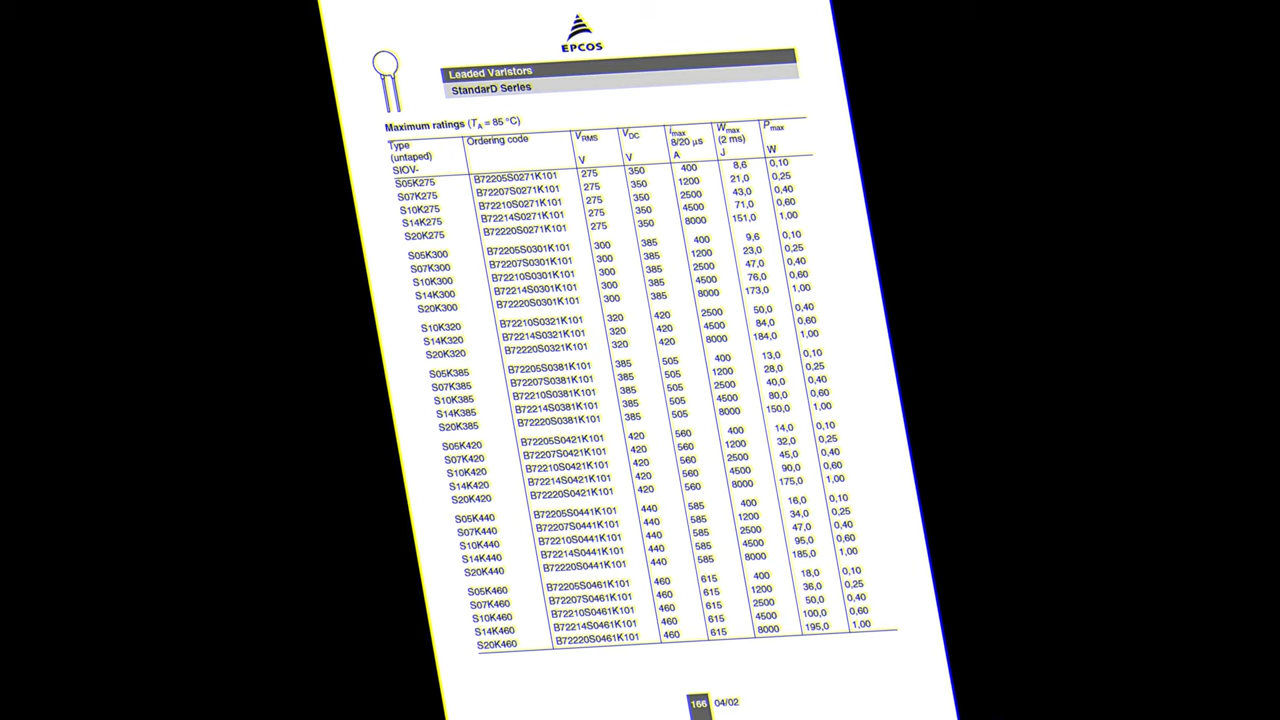 EPCOS
Leaded Varistors
StandarD Series
Maximum ratings (TA = 85 °C)
Type (untaped) SIOV- Ordering code VRMS V VDC V imax 8/20 µs A Wmax (2 ms) J Pmax W
S05K275 B72205S0271K101 275 350 400 8,6 0,10
S07K275 B72207S0271K101 275 350 1200 21,0 0,25
S10K275 B72210S0271K101 275 350 2500 43,0 0,40
S14K275 B72214S0271K101 275 350 4500 71,0 0,60
S20K275 B72220S0271K101 275 350 8000 151,0 1,00
S05K300 B72205S0301K101 300 385 400 9,6 0,10
S07K300 B72207S0301K101 300 385 1200 23,0 0,25
S10K300 B72210S0301K101 300 385 2500 47,0 0,40
S14K300 B72214S0301K101 300 385 4500 76,0 0,60
S20K300 B72220S0301K101 300 385 8000 173,0 1,00
S10K320 B72210S0321K101 320 420 2500 50,0 0,40
S14K320 B72214S0321K101 320 420 4500 84,0 0,60
S20K320 B72220S0321K101 320 420 8000 184,0 1,00
S05K385 B72205S0381K101 385 505 400 13,0 0,10
S07K385 B72207S0381K101 385 505 1200 28,0 0,25
S10K385 B72210S0381K101 385 505 2500 40,0 0,40
S14K385 B72214S0381K101 385 505 4500 80,0 0,60
S20K385 B72220S0381K101 385 505 8000 150,0 1,00
S05K420 B72205S0421K101 420 560 400 14,0 0,10
S07K420 B72207S0421K101 420 560 1200 32,0 0,25
S10K420 B72210S0421K101 420 560 2500 45,0 0,40
S14K420 B72214S0421K101 420 560 4500 90,0 0,60
S20K420 B72220S0421K101 420 560 8000 175,0 1,00
S05K440 B72205S0441K101 440 585 400 16,0 0,10
S07K440 B72207S0441K101 440 585 1200 34,0 0,25
S10K440 B72210S0441K101 440 585 2500 47,0 0,40
S14K440 B72214S0441K101 440 585 4500 95,0 0,60
S20K440 B72220S0441K101 440 585 8000 185,0 1,00
S05K460 B72205S0461K101 460 615 400 18,0 0,10
S07K460 B72207S0461K101 460 615 1200 36,0 0,25
S10K460 B72210S0461K101 460 615 2500 50,0 0,40
S14K460 B72214S0461K101 460 615 4500 100,0 0,60
S20K460 B72220S0461K101 460 615 8000 195,0 1,00
166 04/02